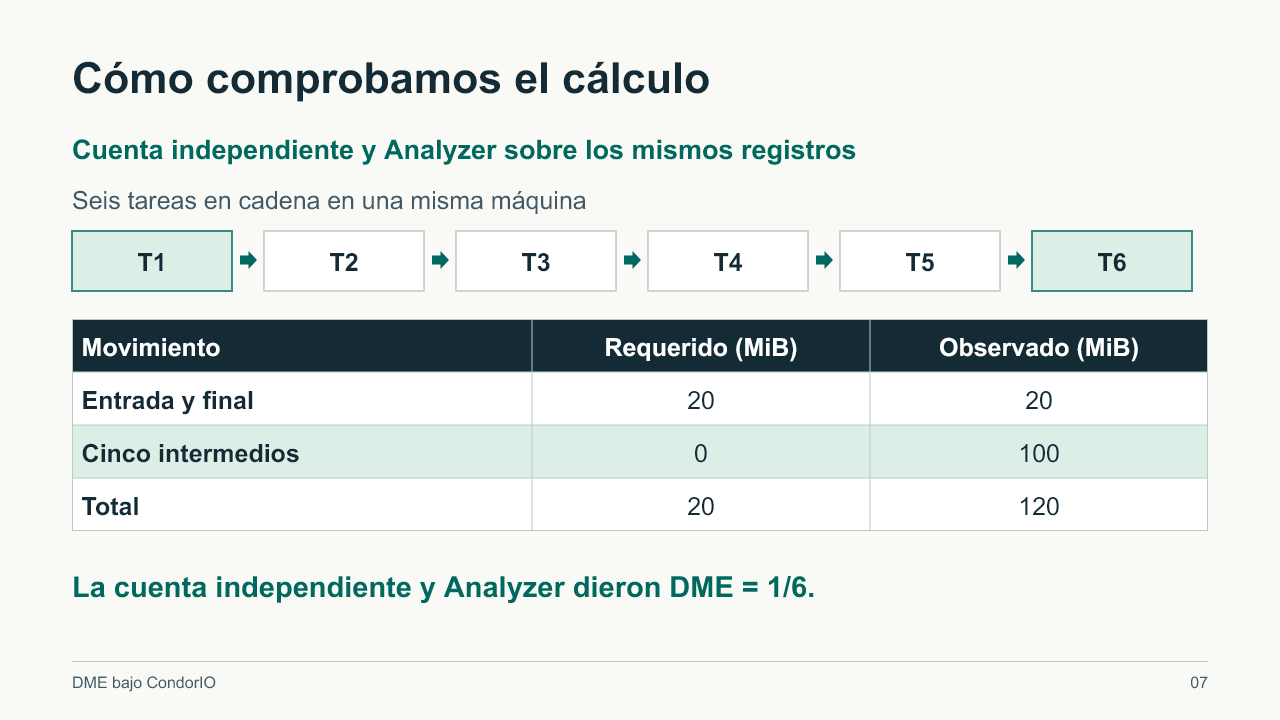 Cómo comprobamos el cálculo
Cuenta independiente y Analyzer sobre los mismos registros
Seis tareas en cadena en una misma máquina
T1 T2 T3 T4 T5 T6
Movimiento Requerido (MiB) Observado (MiB)
Entrada y final 20 20
Cinco intermedios 0 100
Total 20 120
La cuenta independiente y Analyzer dieron DME = 1/6.
DME bajo CondorIO 07